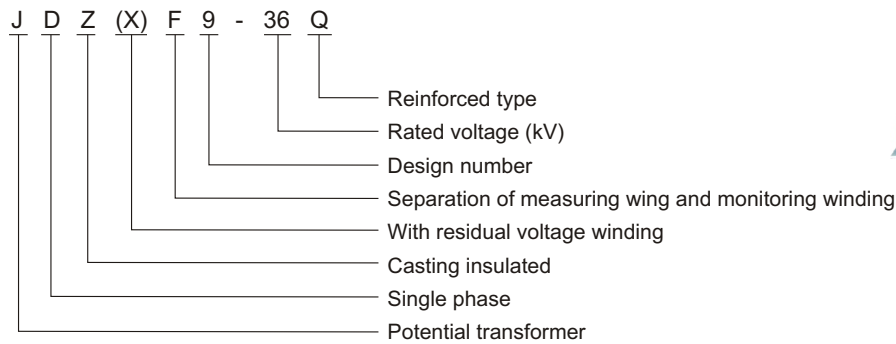 J D Z (X) F 9 - 36 Q
Reinforced type
Rated voltage (kV)
Design number
Separation of measuring wing and monitoring winding
With residual voltage winding
Casting insulated
Single phase
Potential transformer